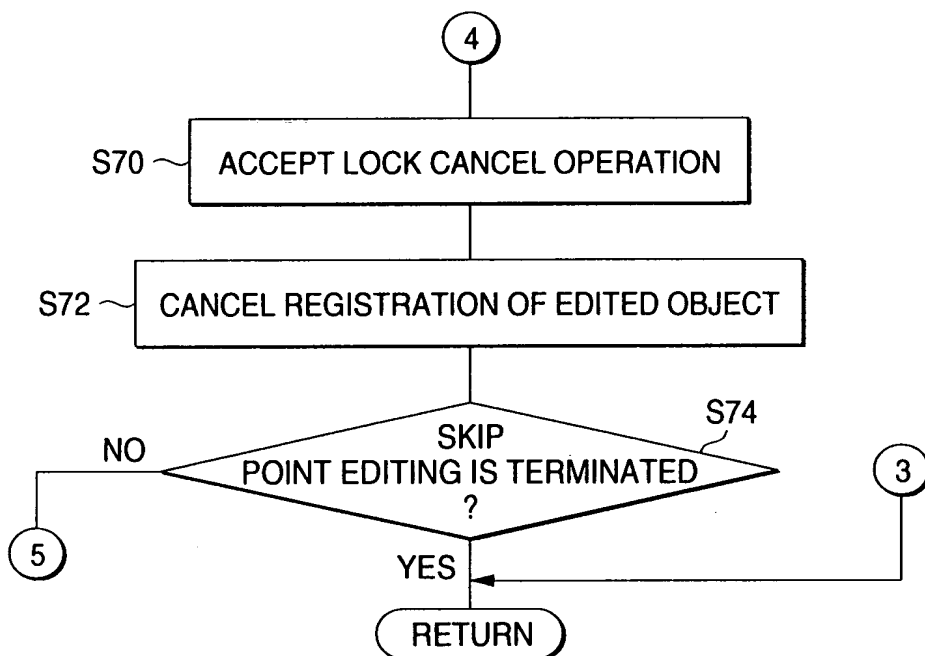 4
S70
ACCEPT LOCK CANCEL OPERATION
S72
CANCEL REGISTRATION OF EDITED OBJECT
S74
SKIP
POINT EDITING IS TERMINATED
?
NO
5
3
YES
RETURN